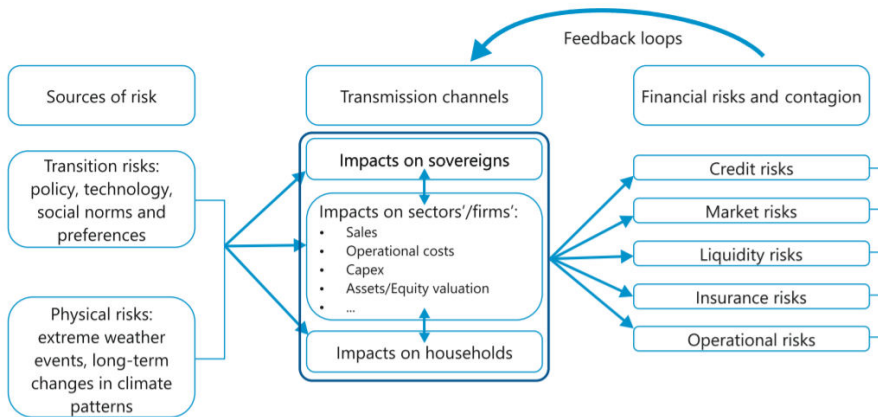 Feedback loops
Sources of risk
Transmission channels
Financial risks and contagion
Transition risks:
policy, technology,
social norms and
preferences
Physical risks:
extreme weather
events, long-term
changes in climate
patterns
Impacts on sovereigns
Impacts on sectors'/firms':
• Sales
• Operational costs
• Capex
• Assets/Equity valuation
• ...
Impacts on households
Credit risks
Market risks
Liquidity risks
Insurance risks
Operational risks